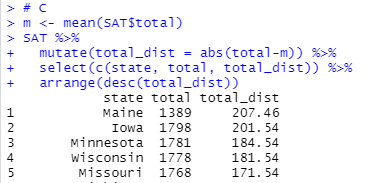 > # C
> m <- mean(SAT$total)
> SAT %>%
+   mutate(total_dist = abs(total-m)) %>%
+   select(c(state, total, total_dist)) %>%
+   arrange(desc(total_dist))
state total total_dist
1 Maine 1389 207.46
2 Iowa 1798 201.54
3 Minnesota 1781 184.54
4 Wisconsin 1778 181.54
5 Missouri 1768 171.54